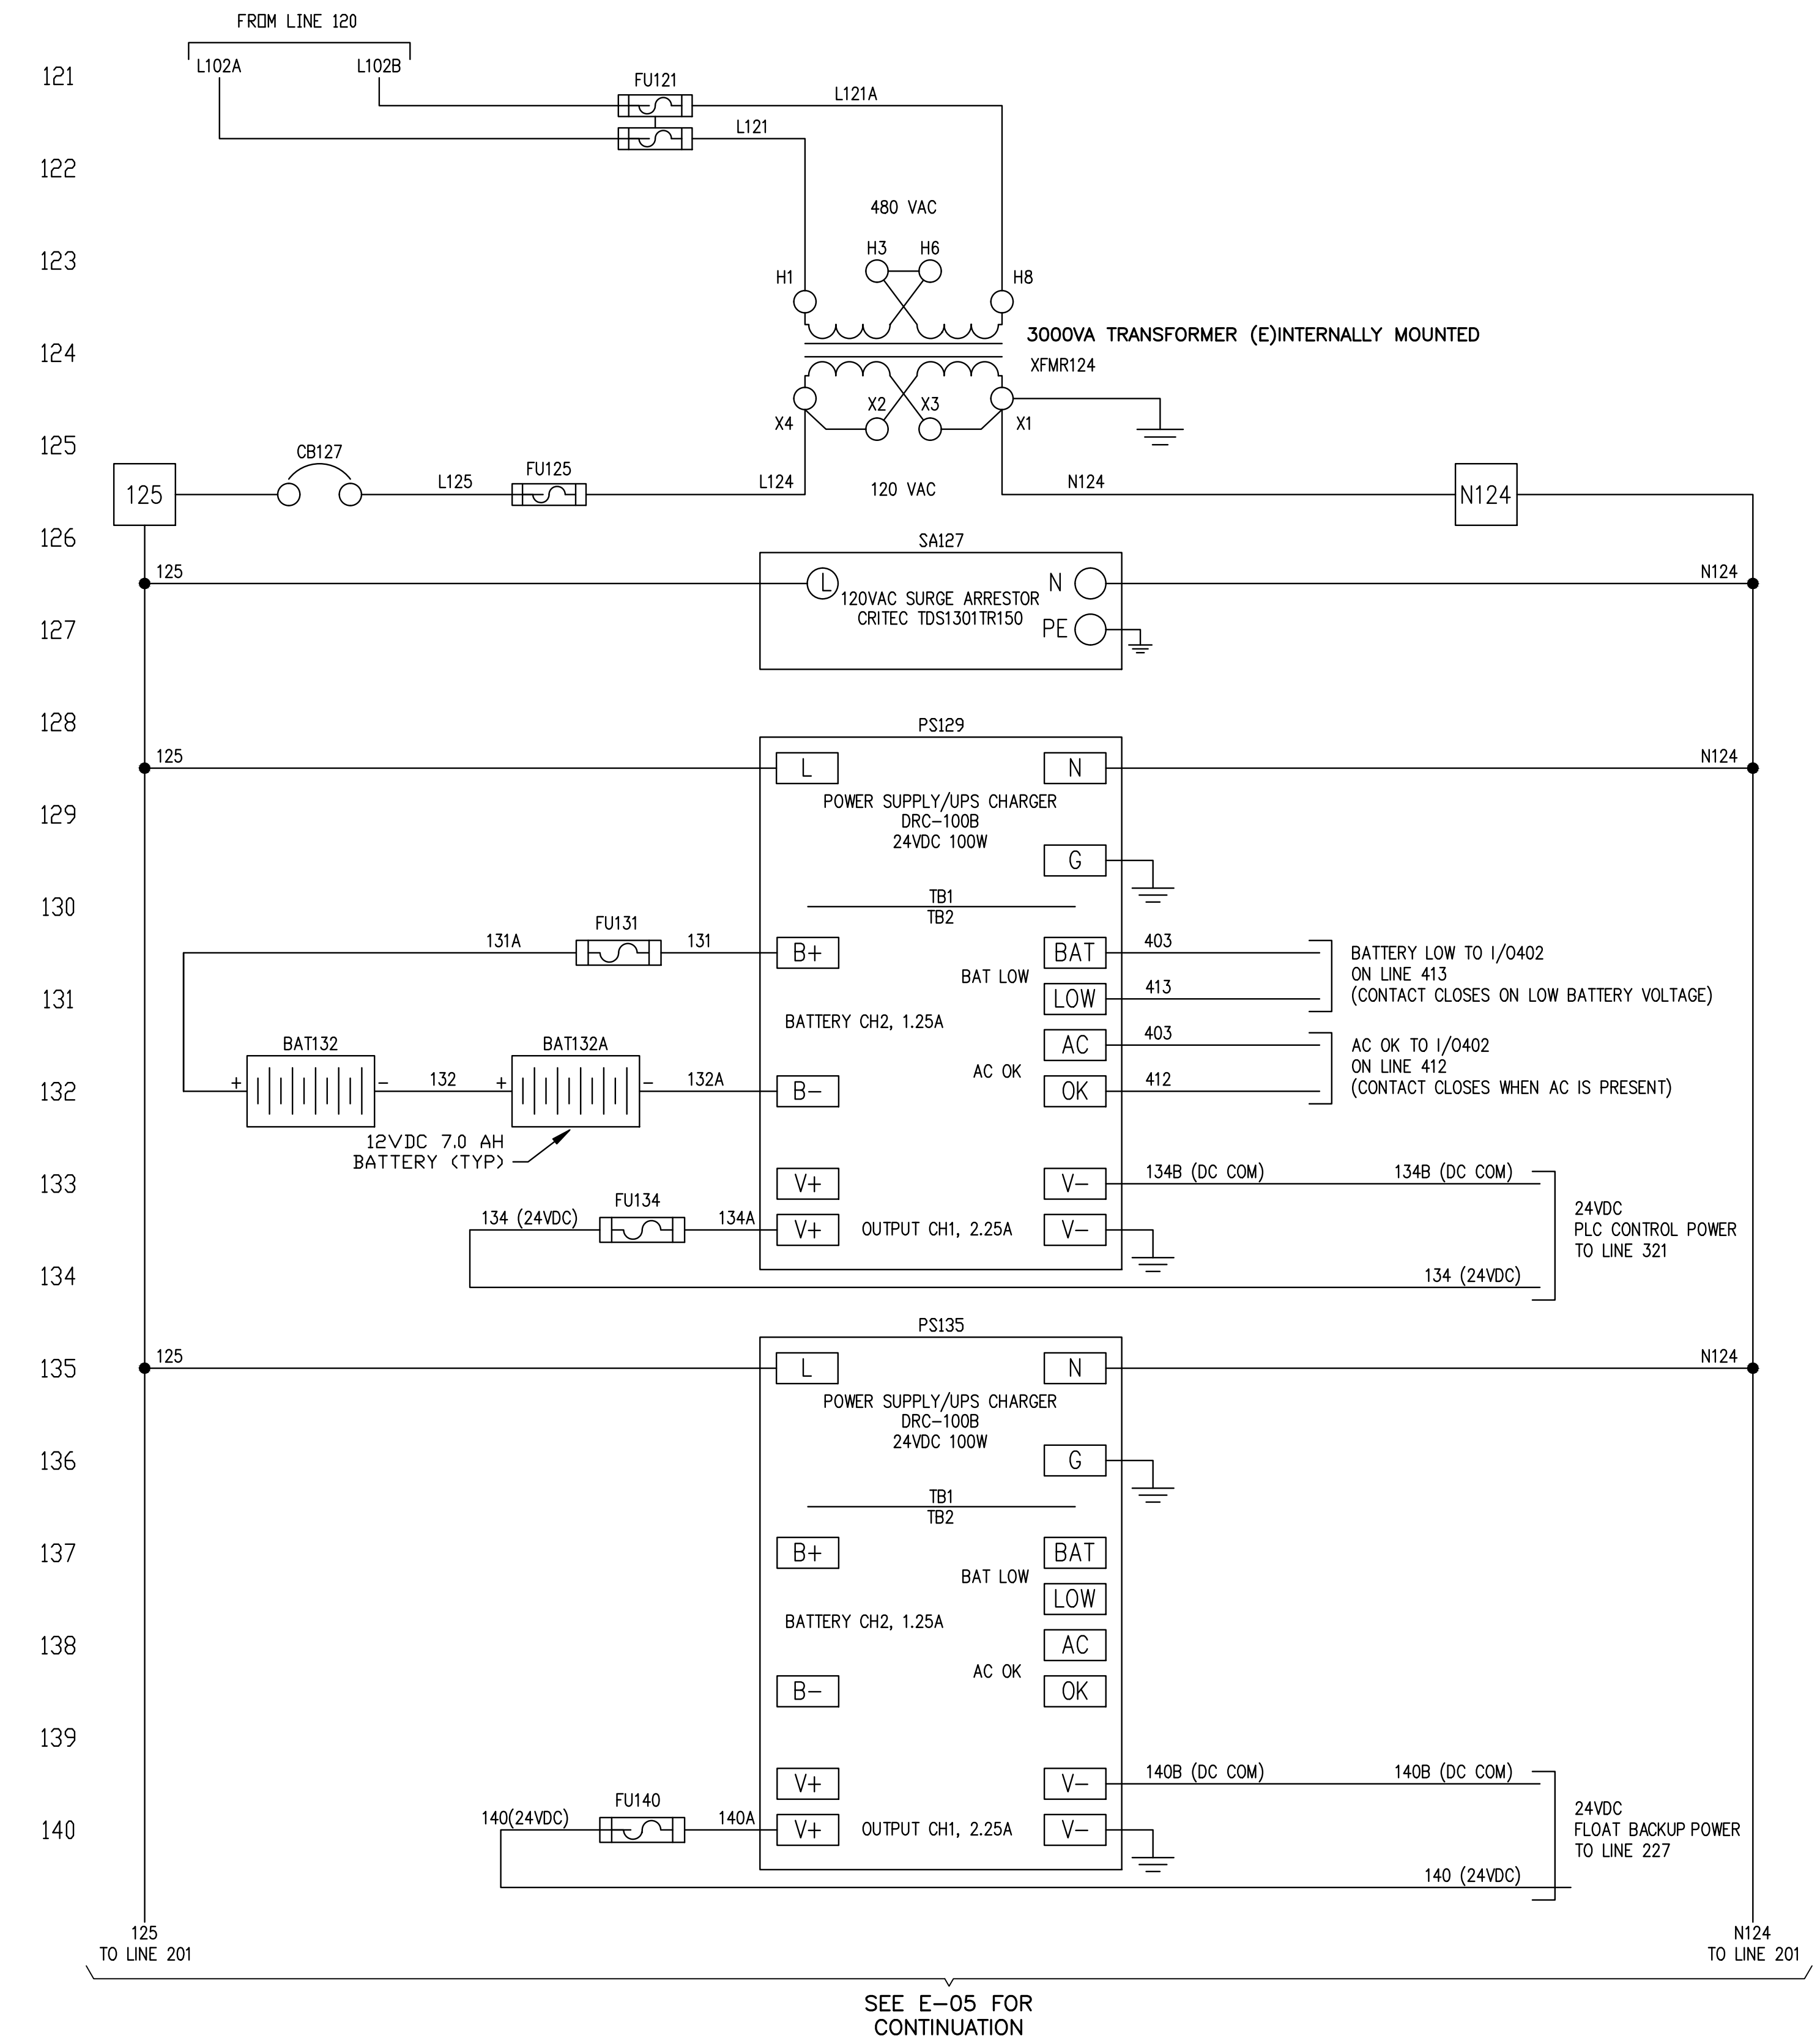 FROM LINE 120
121
L102A
L102B
FU121
L121A
L121
122
480 VAC
123
H3
H6
H1
H8
124
3000VA TRANSFORMER (E)INTERNALLY MOUNTED
XFMR124
X4
X2
X3
X1
125
CB127
125
L125
FU125
L124
120 VAC
N124
N124
126
SA127
125
L
N
N124
120VAC SURGE ARRESTOR
CRITEC TDS1301TR150
127
PE
128
PS129
125
L
N
N124
129
POWER SUPPLY/UPS CHARGER
DRC-100B
24VDC 100W
G
130
TB1
TB2
FU131
131A
131
B+
BAT
403
BAT LOW
BATTERY LOW TO I/O402
ON LINE 413
(CONTACT CLOSES ON LOW BATTERY VOLTAGE)
131
LOW
413
BATTERY CH2, 1.25A
AC
403
AC OK
AC OK TO I/O402
ON LINE 412
(CONTACT CLOSES WHEN AC IS PRESENT)
BAT132
BAT132A
132
+
-
132
+
-
132A
B-
OK
412
12VDC 7.0 AH
BATTERY (TYP)
133
V+
V-
134B (DC COM)
134B (DC COM)
FU134
134 (24VDC)
134A
V+
OUTPUT CH1, 2.25A
V-
24VDC
PLC CONTROL POWER
TO LINE 321
134
134 (24VDC)
PS135
135
125
L
N
N124
POWER SUPPLY/UPS CHARGER
DRC-100B
24VDC 100W
136
G
TB1
TB2
137
B+
BAT
BAT LOW
LOW
BATTERY CH2, 1.25A
138
AC
AC OK
B-
OK
139
V+
V-
140B (DC COM)
140B (DC COM)
FU140
140(24VDC)
140A
140
V+
OUTPUT CH1, 2.25A
V-
24VDC
FLOAT BACKUP POWER
TO LINE 227
140 (24VDC)
125
TO LINE 201
N124
TO LINE 201
SEE E-05 FOR
CONTINUATION